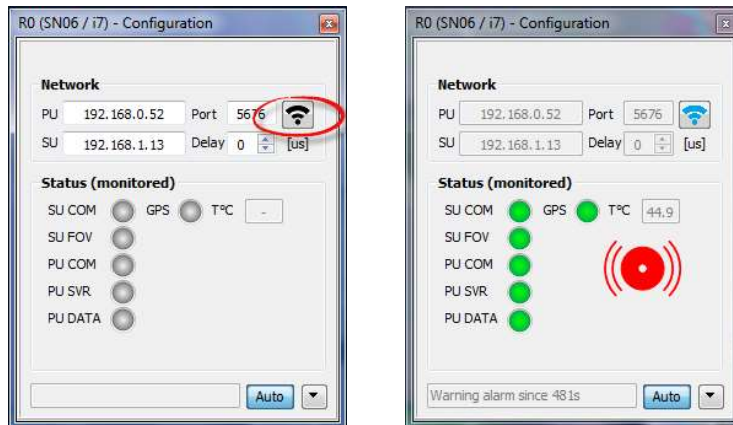 R0 (SN06 / i7) - Configuration
Network
PU 192.168.0.52 Port 5676
SU 192.168.1.13 Delay 0 [us]
Status (monitored)
SU COM GPS T°C -
SU FOV
PU COM
PU SVR
PU DATA
Auto
R0 (SN06 / i7) - Configuration
Network
PU 192.168.0.52 Port 5676
SU 192.168.1.13 Delay 0 [us]
Status (monitored)
SU COM GPS T°C 44.9
SU FOV
PU COM
PU SVR
PU DATA
Warning alarm since 481s Auto